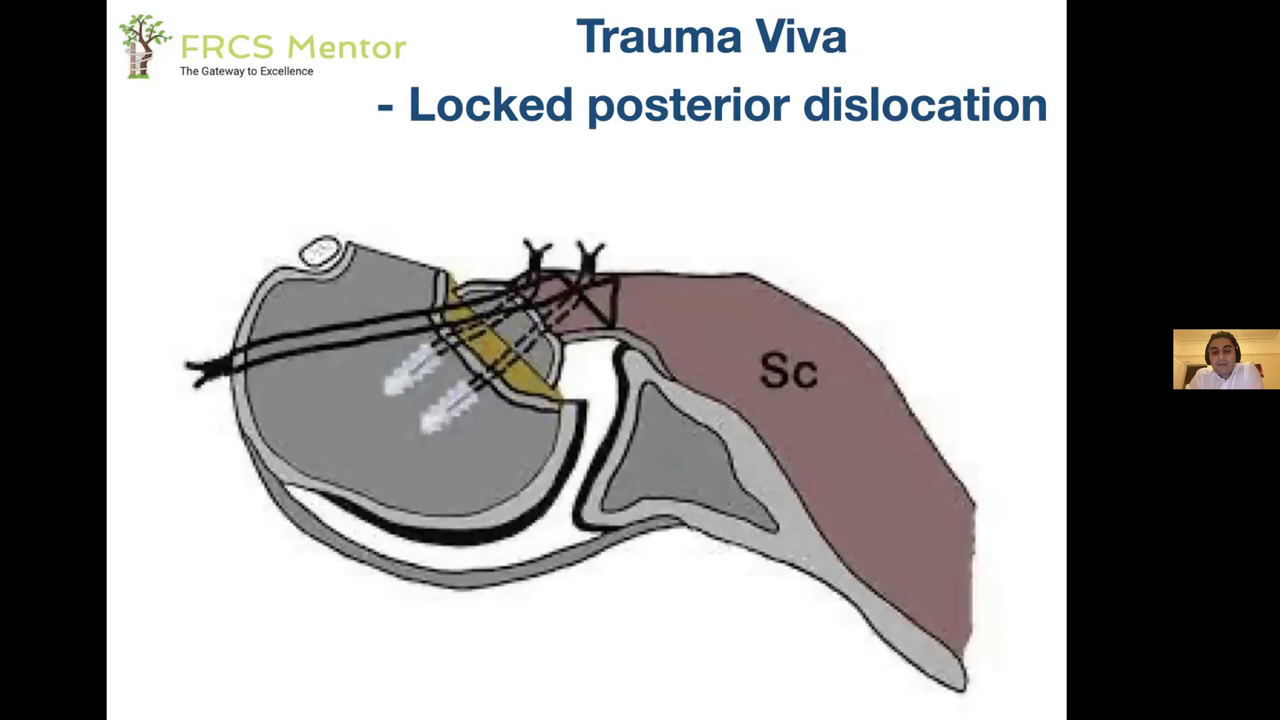 FRCS Mentor
The Gateway to Excellence
Trauma Viva
- Locked posterior dislocation
Sc